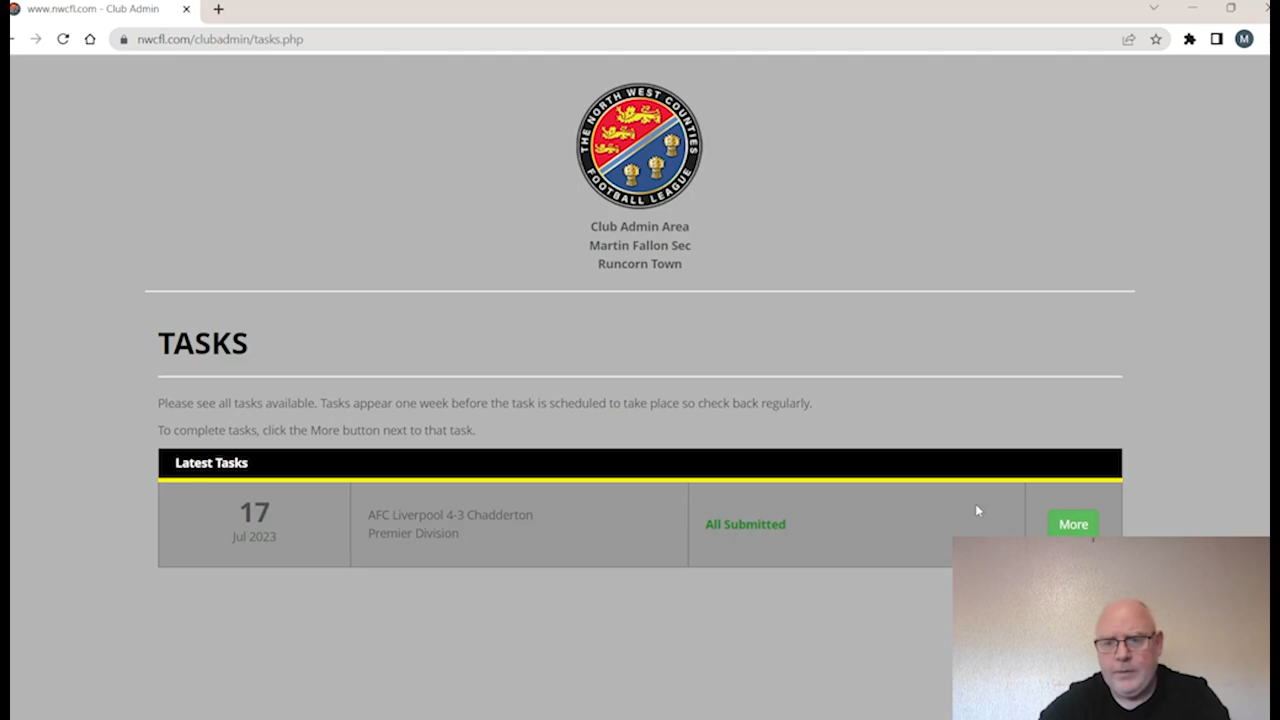 www.nwcfl.com - Club Admin
nwcfl.com/clubadmin/tasks.php
M
THE NORTH WEST COUNTIES
FOOTBALL LEAGUE
Club Admin Area
Martin Fallon Sec
Runcorn Town
TASKS
Please see all tasks available. Tasks appear one week before the task is scheduled to take place so check back regularly.
To complete tasks, click the More button next to that task.
Latest Tasks
17
Jul 2023
AFC Liverpool 4-3 Chadderton
Premier Division
All Submitted
More